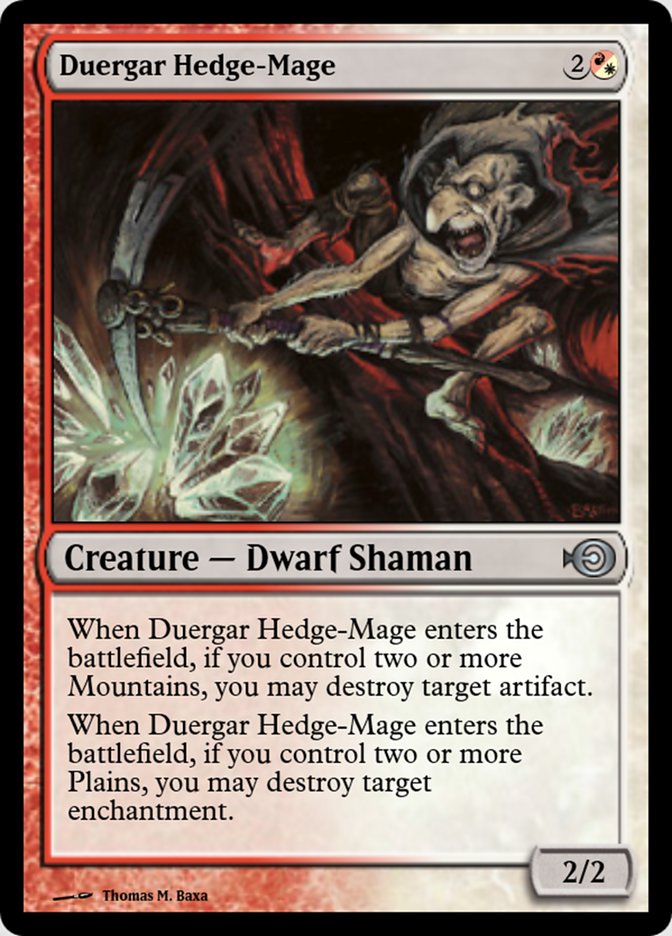 Duergar Hedge-Mage 2
Creature — Dwarf Shaman
When Duergar Hedge-Mage enters the
battlefield, if you control two or more
Mountains, you may destroy target artifact.
When Duergar Hedge-Mage enters the
battlefield, if you control two or more
Plains, you may destroy target
enchantment.
2/2
Thomas M. Baxa